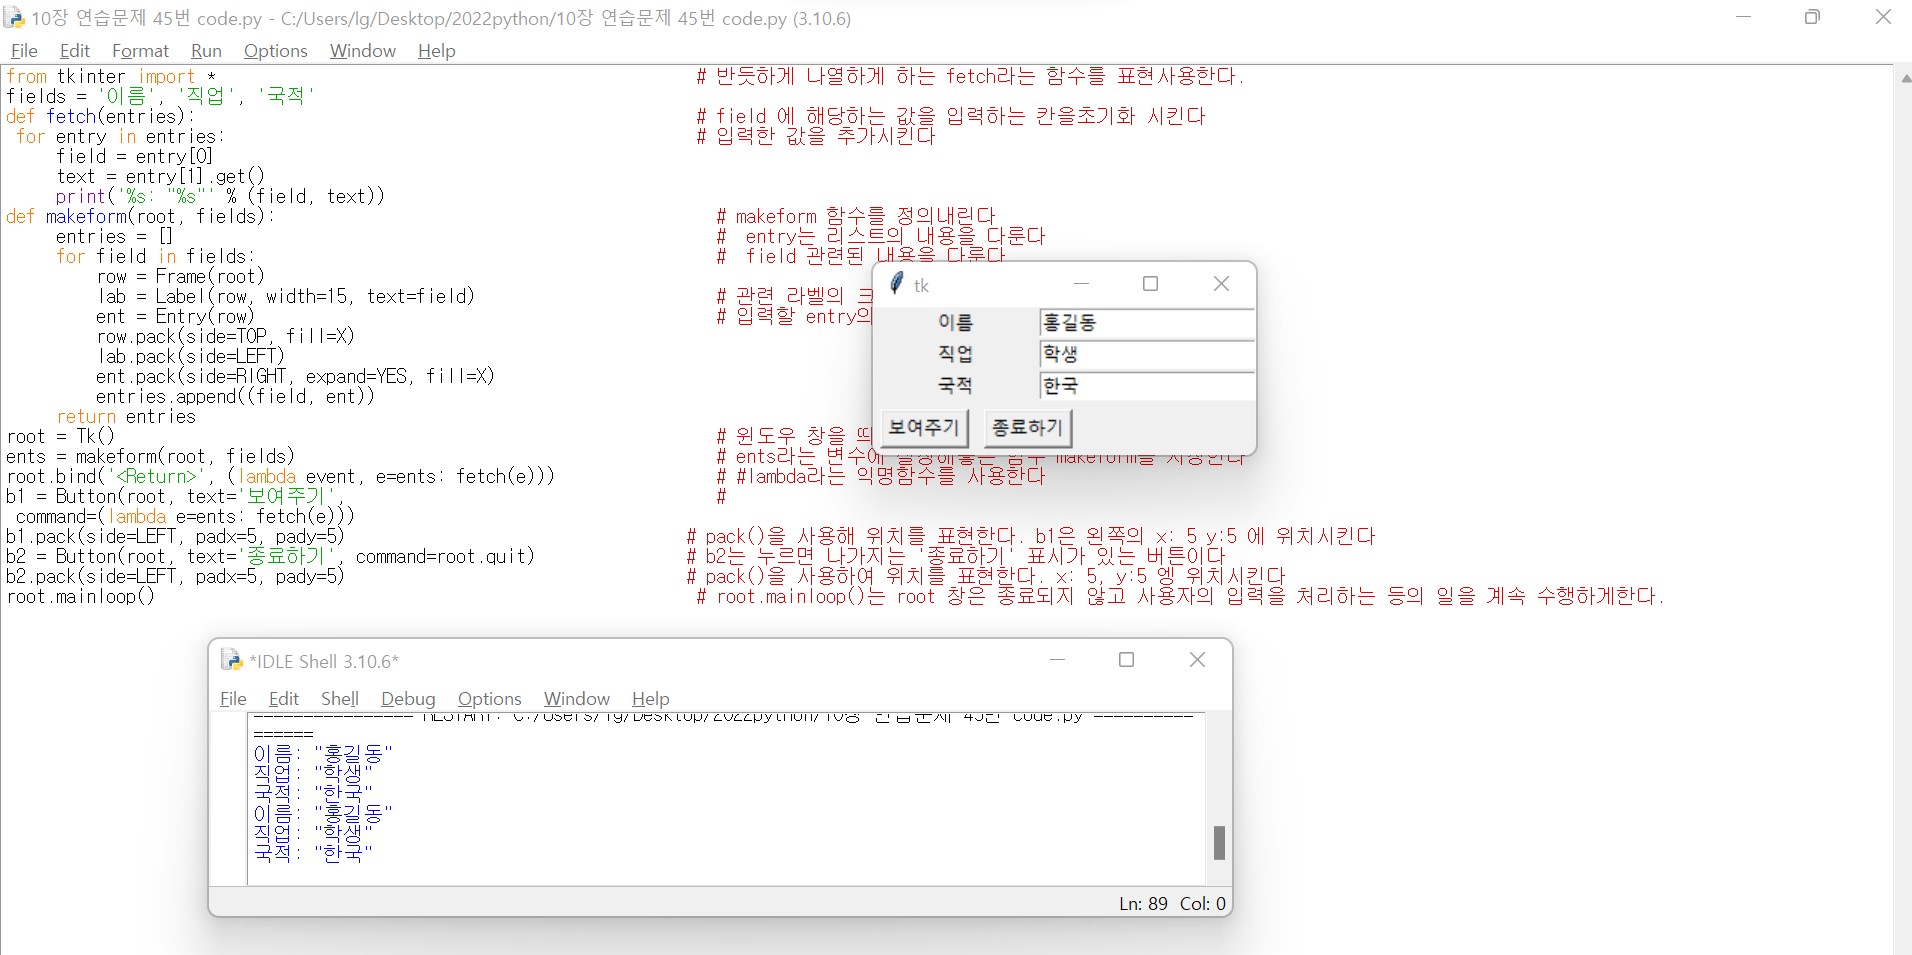 10장 연습문제 45번 code.py - C:/Users/lg/Desktop/2022python/10장 연습문제 45번 code.py (3.10.6)
File Edit Format Run Options Window Help
from tkinter import * # 반듯하게 나열하게 하는 fetch라는 함수를 표현사용한다.
fields = '이름', '직업', '국적'
def fetch(entries): # field 에 해당하는 값을 입력하는 칸을초기화 시킨다
for entry in entries: # 입력한 값을 추가시킨다
field = entry[0]
text = entry[1].get()
print('%s: "%s"' % (field, text))
def makeform(root, fields): # makeform 함수를 정의내린다
entries = [] # entry는 리스트의 내용을 다룬다
for field in fields: # field 관련된 내용을 다룬다
row = Frame(root)
lab = Label(row, width=15, text=field) # 관련 라벨의
ent = Entry(row) # 입력할 entry의
row.pack(side=TOP, fill=X)
lab.pack(side=LEFT)
ent.pack(side=RIGHT, expand=YES, fill=X)
entries.append((field, ent))
return entries
root = Tk() # 윈도우 창을
ents = makeform(root, fields) # ents라는 변수에 설정해놓은 함수 makeform을 저장한다
root.bind('<Return>', (lambda event, e=ents: fetch(e))) # #lambda라는 익명함수를 사용한다
b1 = Button(root, text='보여주기', #
command=(lambda e=ents: fetch(e)))
b1.pack(side=LEFT, padx=5, pady=5) # pack()을 사용해 위치를 표현한다. b1은 왼쪽의 x: 5 y:5 에 위치시킨다
b2 = Button(root, text='종료하기', command=root.quit) # b2는 누르면 나가지는 '종료하기' 표시가 있는 버튼이다
b2.pack(side=LEFT, padx=5, pady=5) # pack()을 사용하여 위치를 표현한다. x: 5, y:5 엥 위치시킨다
root.mainloop() # root.mainloop()는 root 창은 종료되지 않고 사용자의 입력을 처리하는 등의 일을 계속 수행하게한다.
tk
이름 홍길동
직업 학생
국적 한국
보여주기 종료하기
*IDLE Shell 3.10.6*
File Edit Shell Debug Options Window Help
================ RESTART: C:/Users/lg/Desktop/2022python/10장 연습문제 45번 code.py ==========
======
이름: "홍길동"
직업: "학생"
국적: "한국"
이름: "홍길동"
직업: "학생"
국적: "한국"
Ln: 89 Col: 0